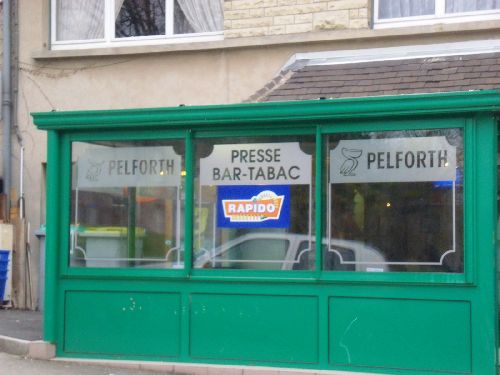 PELFORTH
PRESSE
BAR-TABAC
RAPIDO
PELFORTH